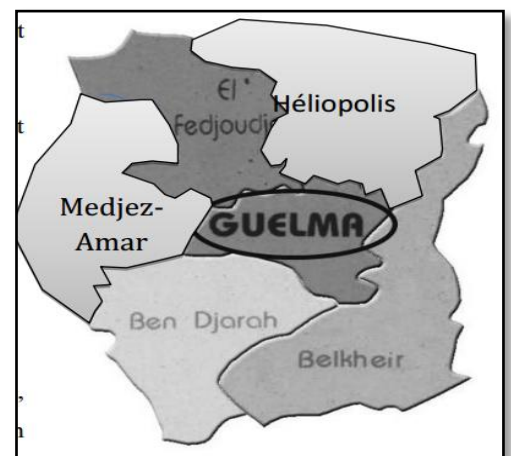 t
El
Fedjoudj
Héliopolis
t
Medjez-
Amar
GUELMA
Ben Djarah
Belkheir
,